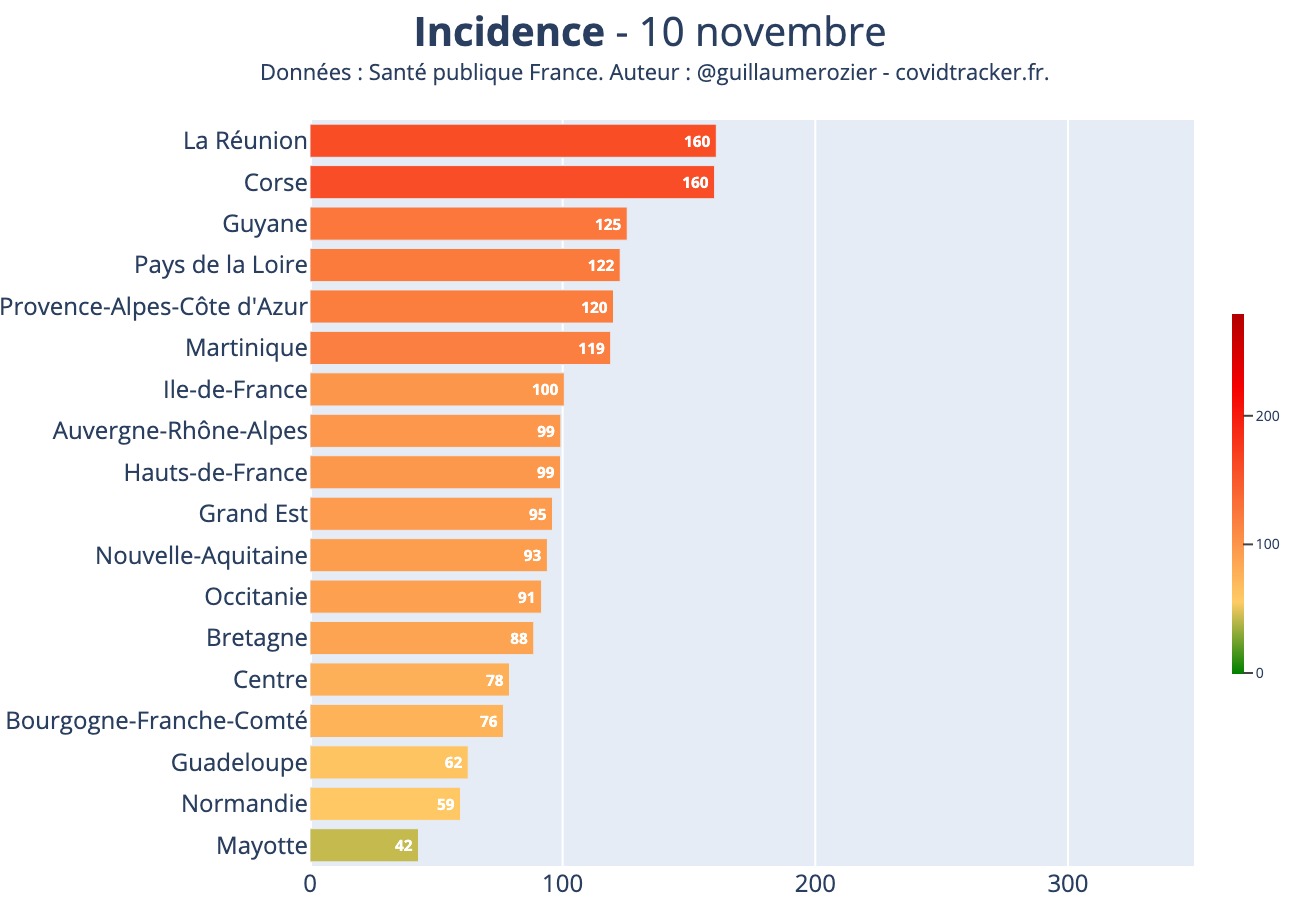 Incidence - 10 novembre
Données : Santé publique France. Auteur : @guillaumerozier - covidtracker.fr.
La Réunion 160
Corse 160
Guyane 125
Pays de la Loire 122
Provence-Alpes-Côte d'Azur 120
Martinique 119
Ile-de-France 100
Auvergne-Rhône-Alpes 99
Hauts-de-France 99
Grand Est 95
Nouvelle-Aquitaine 93
Occitanie 91
Bretagne 88
Centre 78
Bourgogne-Franche-Comté 76
Guadeloupe 62
Normandie 59
Mayotte 42
0 100 200 300
200
100
0